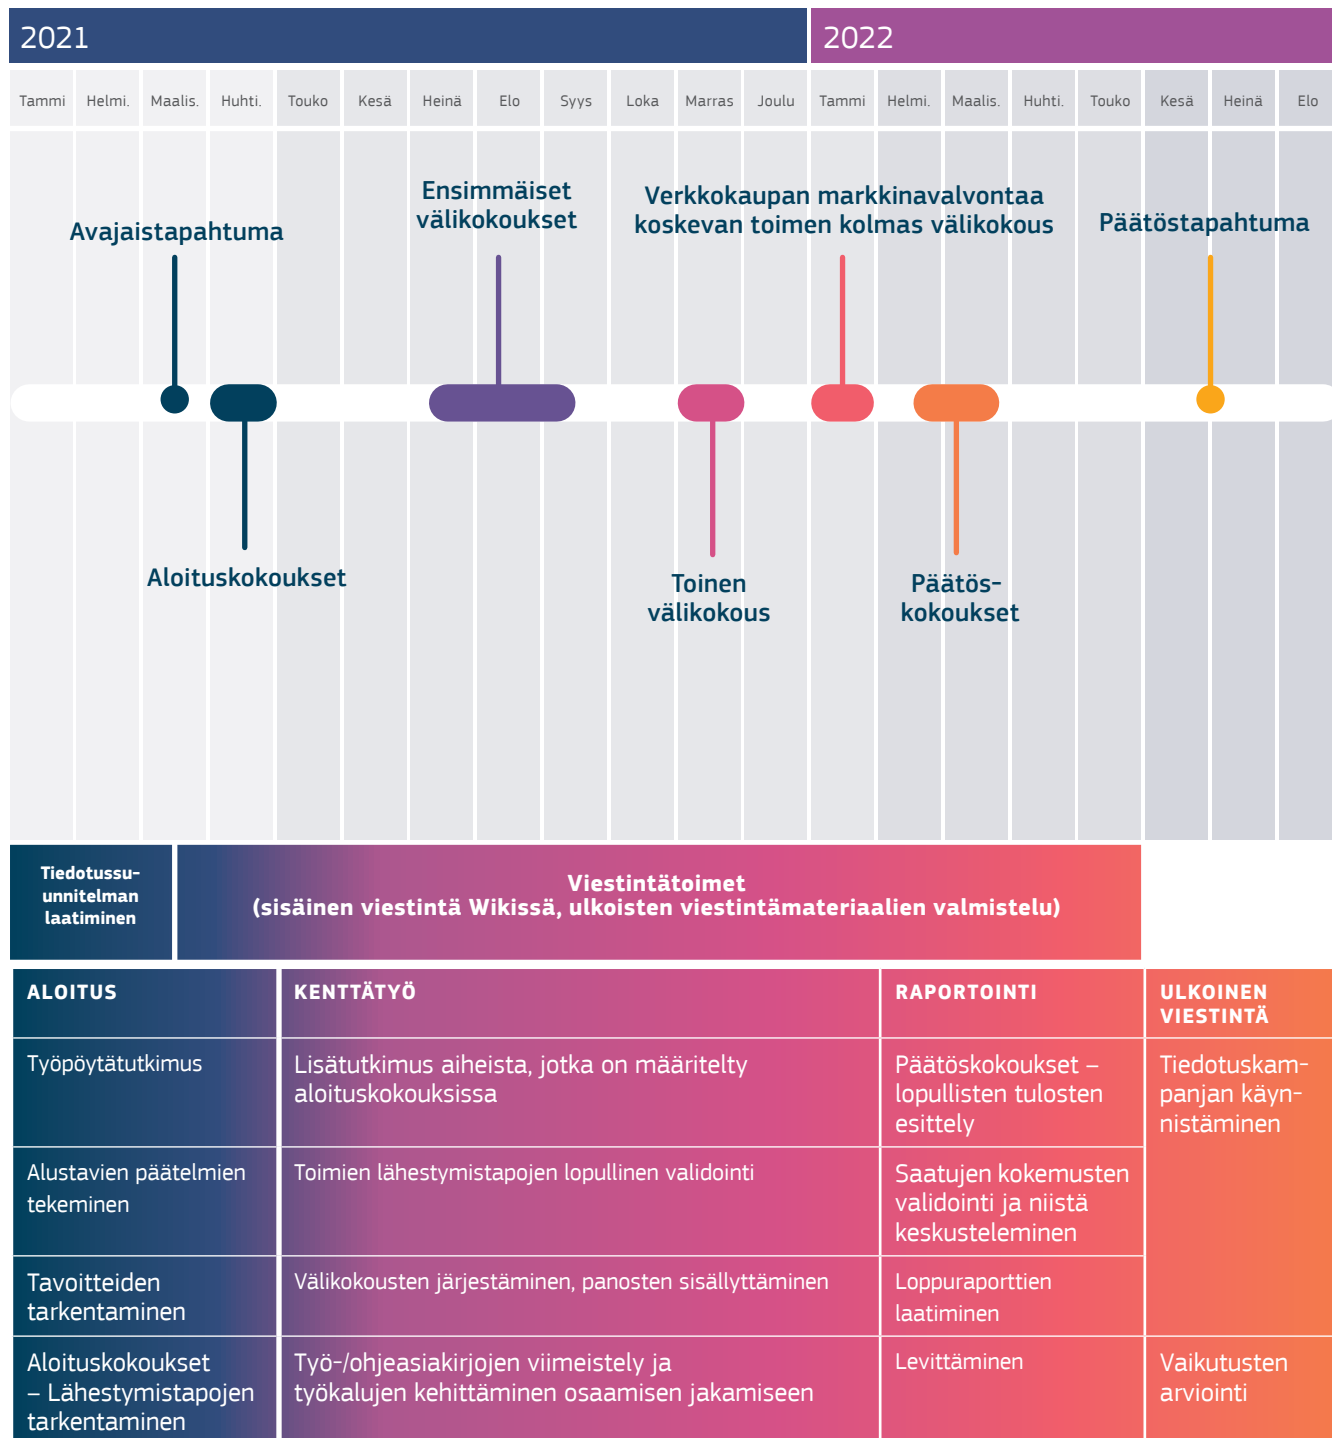 2021
2022
Tammi Helmi. Maalis. Huhti. Touko Kesä Heinä Elo Syys Loka Marras Joulu Tammi Helmi. Maalis. Huhti. Touko Kesä Heinä Elo
Avajaistapahtuma
Ensimmäiset
välikokoukset
Verkkokaupan markkinavalvontaa
koskevan toimen kolmas välikokous
Päätöstapahtuma
Aloituskokoukset
Toinen
välikokous
Päätös-
kokoukset
Tiedotussu-
unnitelman
laatiminen
Viestintätoimet
(sisäinen viestintä Wikissä, ulkoisten viestintämateriaalien valmistelu)
ALOITUS
KENTTÄTYÖ
RAPORTOINTI
ULKOINEN
VIESTINTÄ
Työpöytätutkimus
Lisätutkimus aiheista, jotka on määritelty
aloituskokouksissa
Päätöskokoukset –
lopullisten tulosten
esittely
Tiedotuskam-
panjan käyn-
nistäminen
Alustavien päätelmien
tekeminen
Toimien lähestymistapojen lopullinen validointi
Saatujen kokemusten
validointi ja niistä
keskusteleminen
Tavoitteiden
tarkentaminen
Välikokousten järjestäminen, panosten sisällyttäminen
Loppuraporttien
laatiminen
Aloituskokoukset
– Lähestymistapojen
tarkentaminen
Työ-/ohjeasiakirjojen viimeistely ja
työkalujen kehittäminen osaamisen jakamiseen
Levittäminen
Vaikutusten
arviointi